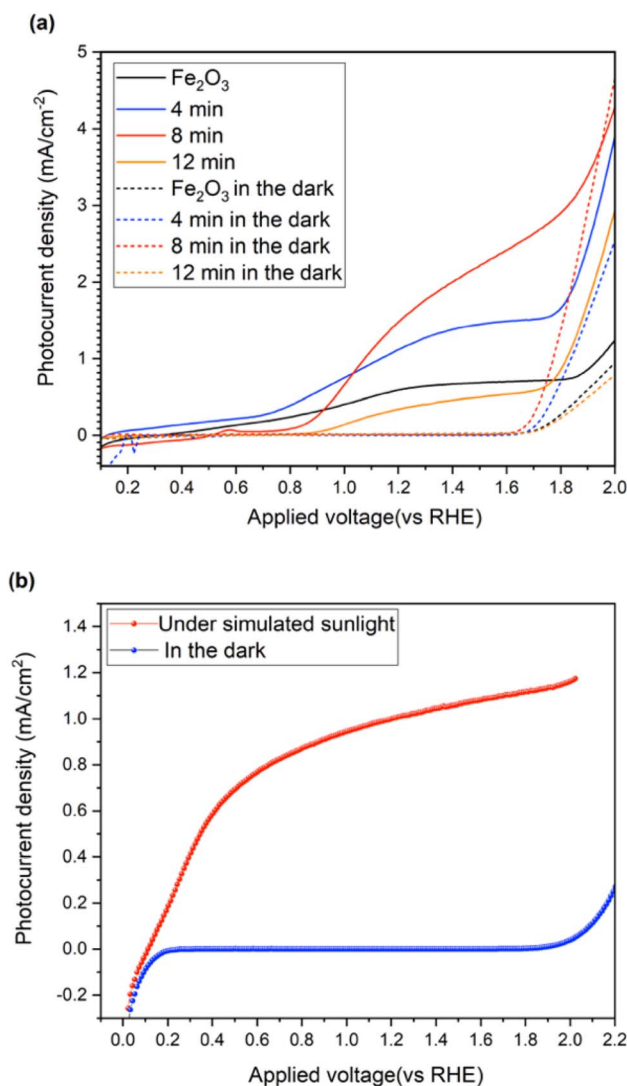 (a)
5
4
3
2
1
0
Fe₂O₃
4 min
8 min
12 min
Fe₂O₃ in the dark
4 min in the dark
8 min in the dark
12 min in the dark
Photocurrent density (mA/cm⁻²)
0.2 0.4 0.6 0.8 1.0 1.2 1.4 1.6 1.8 2.0
Applied voltage(vs RHE)
(b)
1.4
1.2
1.0
0.8
0.6
0.4
0.2
0.0
-0.2
Under simulated sunlight
In the dark
Photocurrent density (mA/cm²)
0.0 0.2 0.4 0.6 0.8 1.0 1.2 1.4 1.6 1.8 2.0 2.2
Applied voltage(vs RHE)